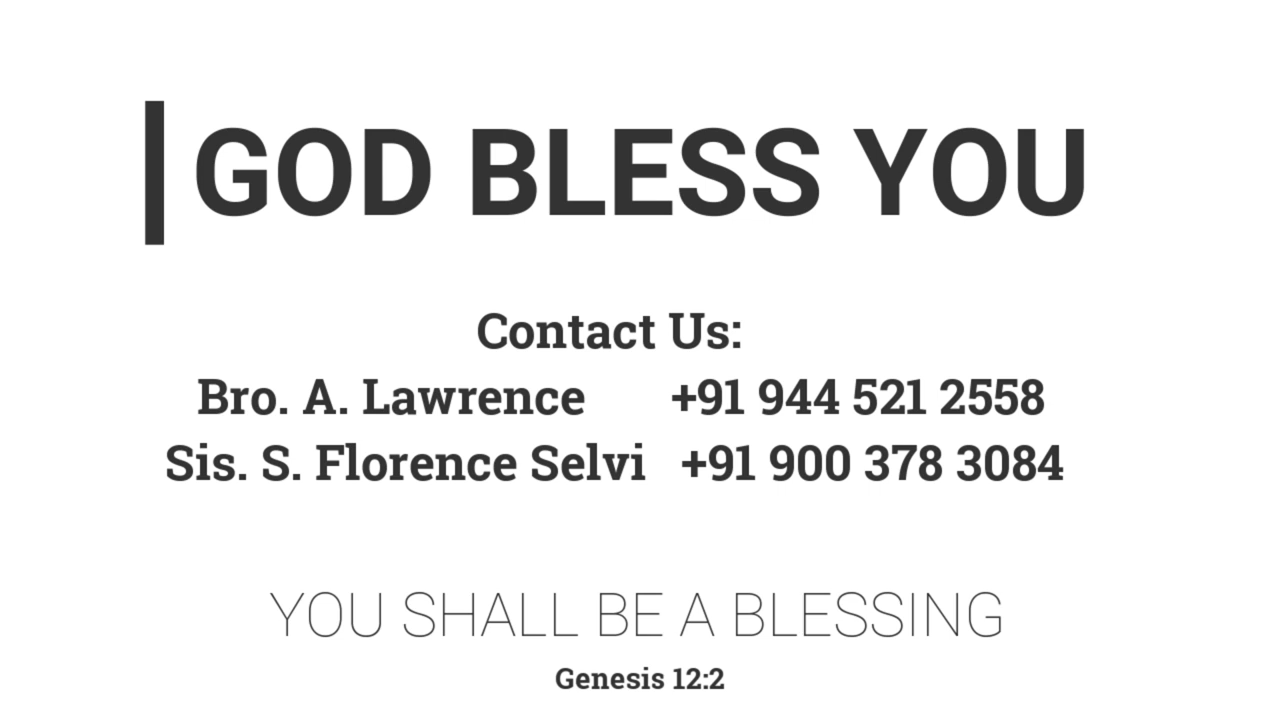 GOD BLESS YOU
Contact Us:
Bro. A. Lawrence +91 944 521 2558
Sis. S. Florence Selvi +91 900 378 3084
YOU SHALL BE A BLESSING
Genesis 12:2